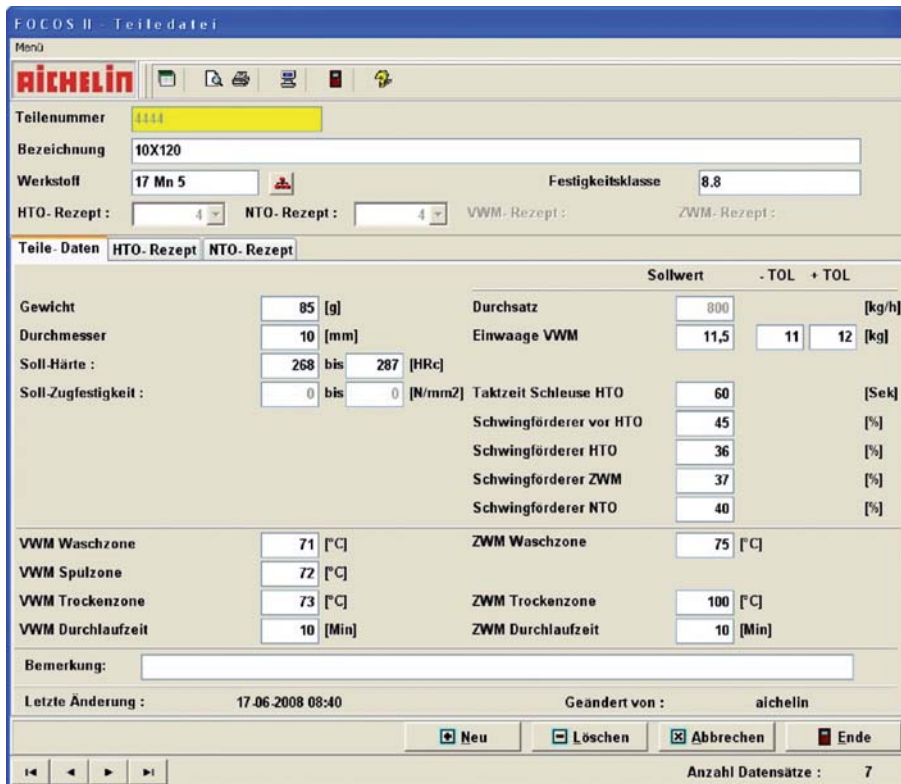 FOCOS II - Teiledatei
Menü
AICHELIN
Teilenummer 4444
Bezeichnung 10X120
Werkstoff 17 Mn 5 Festigkeitsklasse 8.8
HTO- Rezept : 4 NTO- Rezept : 4 VWM- Rezept : ZWM- Rezept :
Teile- Daten HTO- Rezept NTO- Rezept
Sollwert - TOL + TOL
Gewicht 85 [g] Durchsatz 800 [kg/h]
Durchmesser 10 [mm] Einwaage VWM 11,5 11 12 [kg]
Soll-Härte : 268 bis 287 [HRc]
Soll-Zugfestigkeit : 0 bis 0 [N/mm2] Taktzeit Schleuse HTO 60 [Sek]
Schwingförderer vor HTO 45 [%]
Schwingförderer HTO 36 [%]
Schwingförderer ZWM 37 [%]
Schwingförderer NTO 40 [%]
VWM Waschzone 71 [°C] ZWM Waschzone 75 [°C]
VWM Spulzone 72 [°C]
VWM Trockenzone 73 [°C] ZWM Trockenzone 100 [°C]
VWM Durchlaufzeit 10 [Min] ZWM Durchlaufzeit 10 [Min]
Bemerkung:
Letzte Änderung : 17-06-2008 08:40 Geändert von : aichelin
Neu Löschen Abbrechen Ende
Anzahl Datensätze : 7